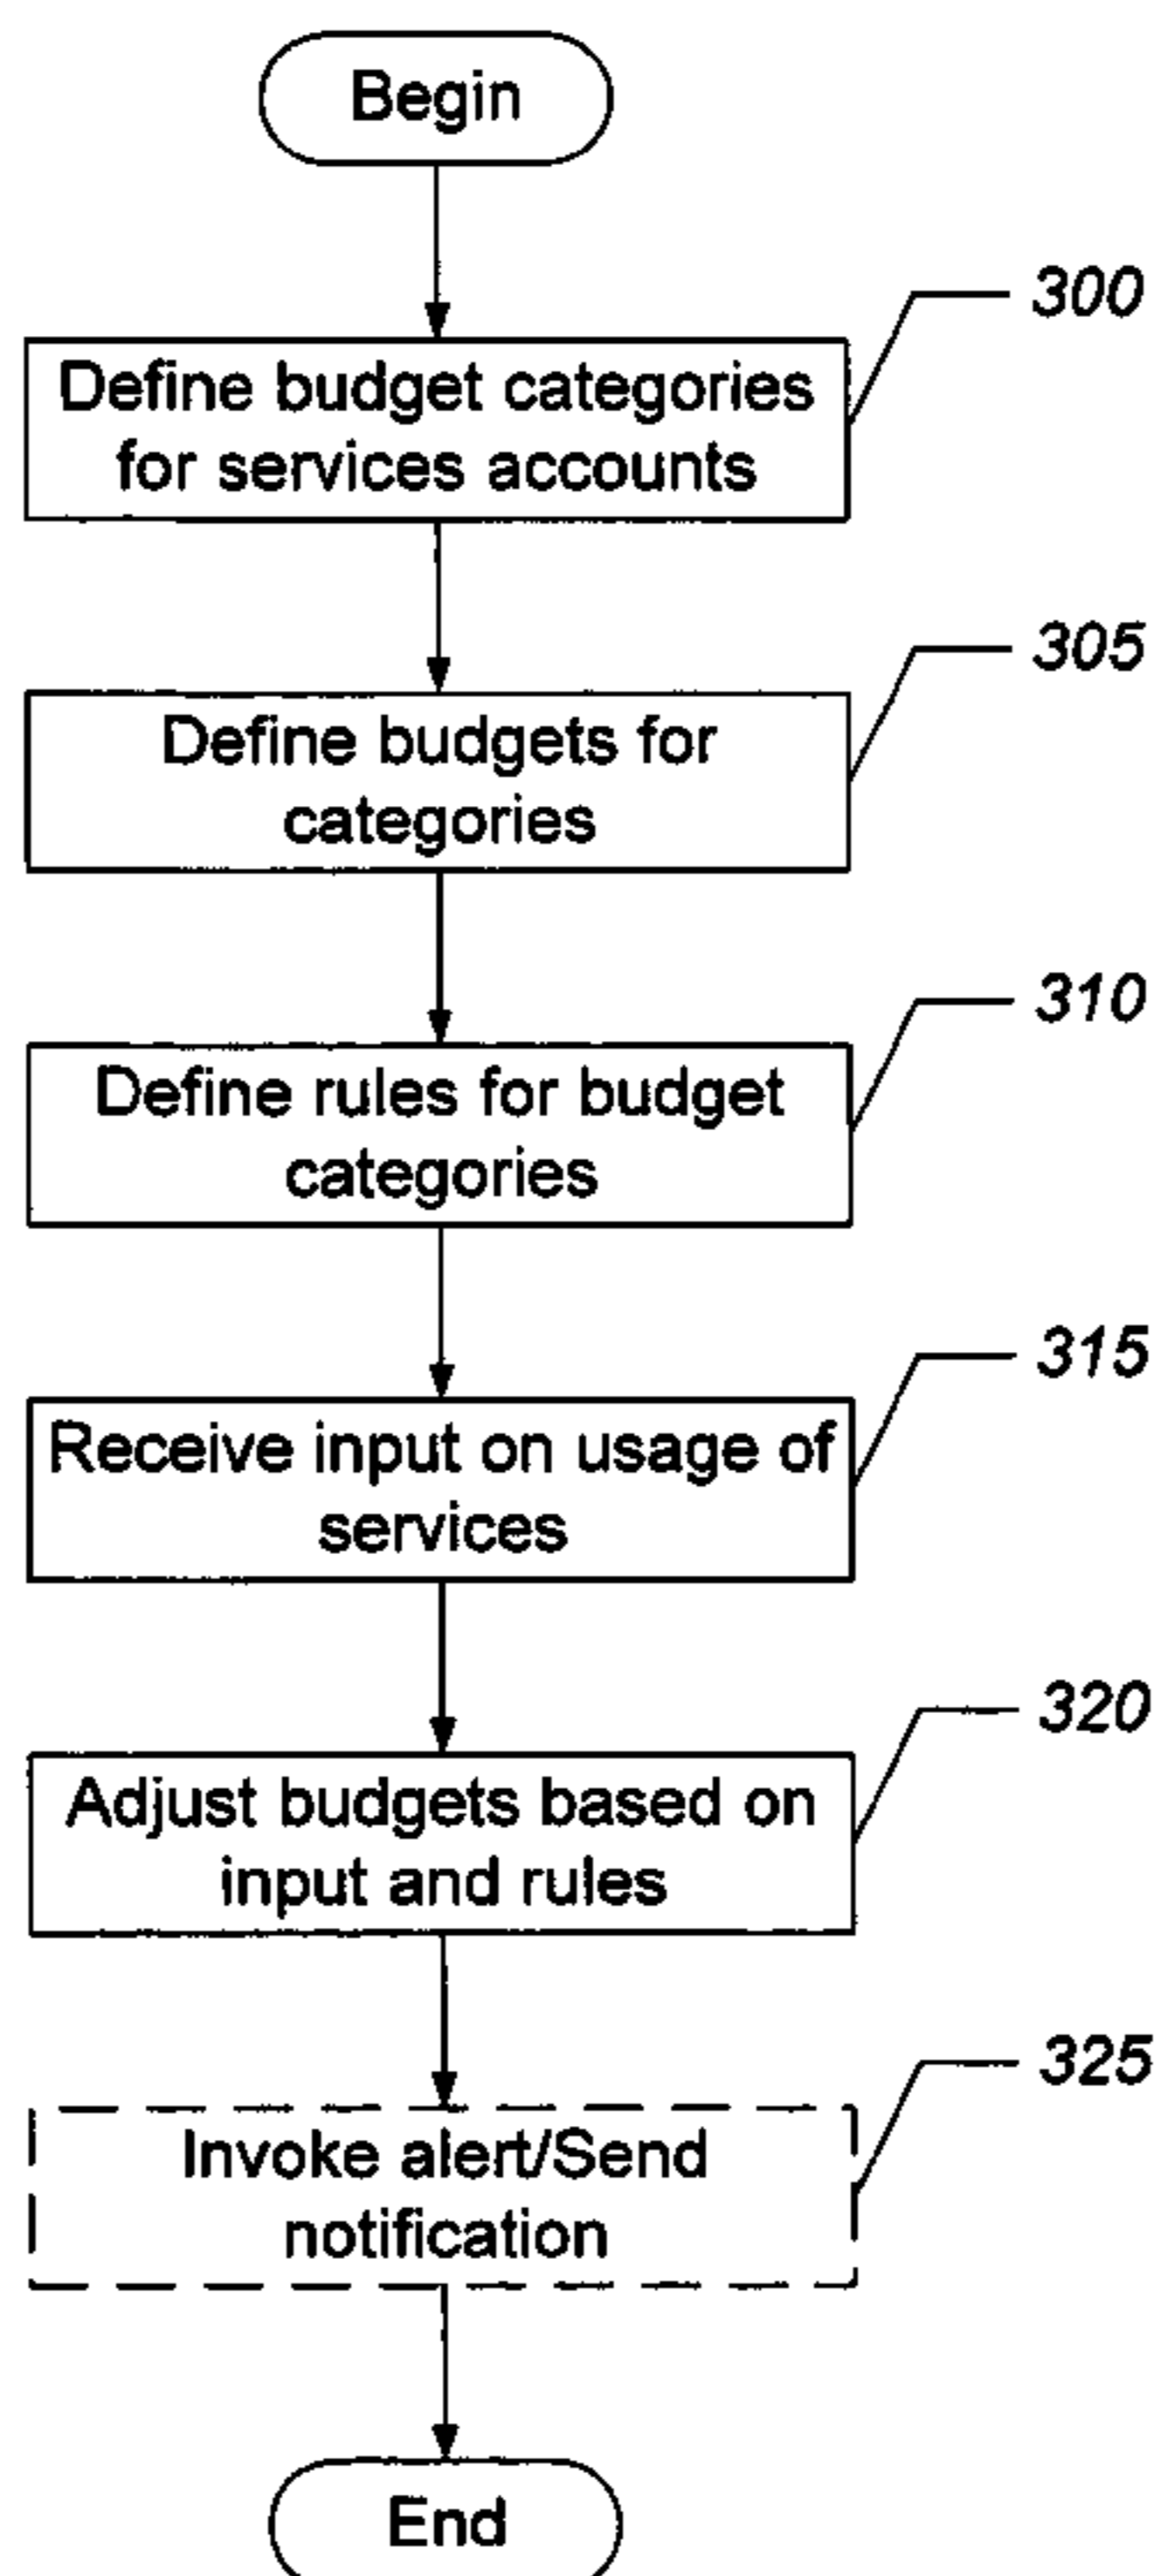 Begin
300
Define budget categories
for services accounts
305
Define budgets for
categories
310
Define rules for budget
categories
315
Receive input on usage of
services
320
Adjust budgets based on
input and rules
325
Invoke alert/Send
notification
End